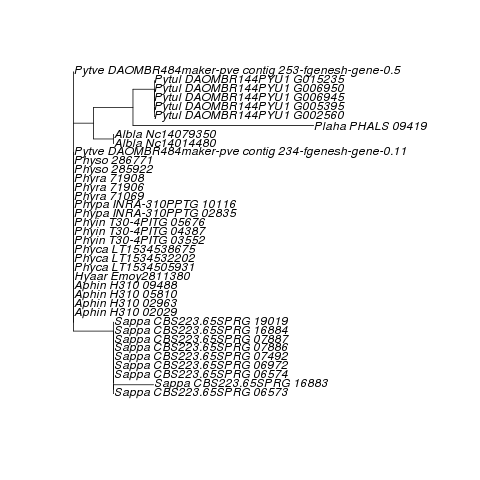 Pytve DAOMBR484maker-pve contig 253-fgenesh-gene-0.5
Pytul DAOMBR144PYU1 G015235
Pytul DAOMBR144PYU1 G006950
Pytul DAOMBR144PYU1 G006945
Pytul DAOMBR144PYU1 G005395
Pytul DAOMBR144PYU1 G002560
Plaha PHALS 09419
Albla Nc14079350
Albla Nc14014480
Pytve DAOMBR484maker-pve contig 234-fgenesh-gene-0.11
Physo 286771
Physo 285922
Phyra 71908
Phyra 71906
Phyra 71069
Phypa INRA-310PPTG 10116
Phypa INRA-310PPTG 02835
Phyin T30-4PITG 05676
Phyin T30-4PITG 04387
Phyin T30-4PITG 03552
Phyca LT1534538675
Phyca LT1534532202
Phyca LT1534505931
Hyaar Emoy2811380
Aphin H310 09488
Aphin H310 05810
Aphin H310 02963
Aphin H310 02029
Sappa CBS223.65SPRG 19019
Sappa CBS223.65SPRG 16884
Sappa CBS223.65SPRG 07887
Sappa CBS223.65SPRG 07886
Sappa CBS223.65SPRG 07492
Sappa CBS223.65SPRG 06972
Sappa CBS223.65SPRG 06574
Sappa CBS223.65SPRG 16883
Sappa CBS223.65SPRG 06573